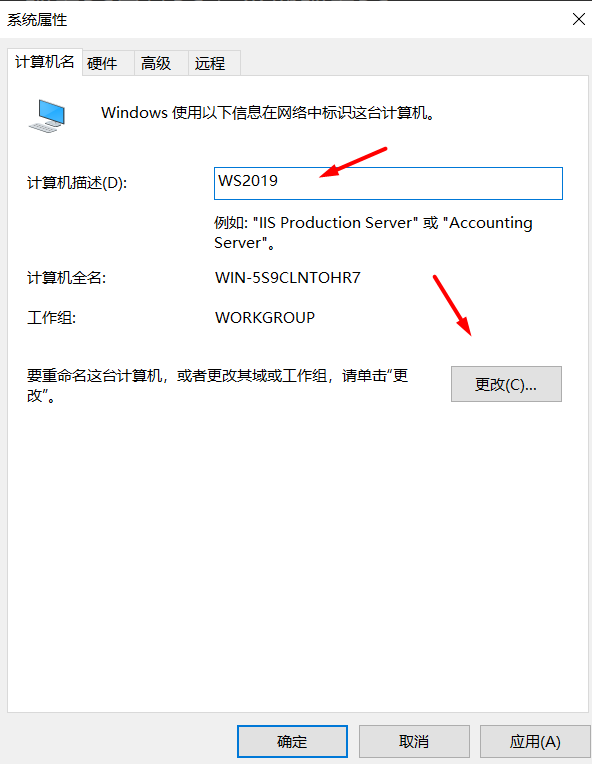 系统属性
计算机名 硬件 高级 远程
Windows 使用以下信息在网络中标识这台计算机。
计算机描述(D): WS2019
例如: "IIS Production Server" 或 "Accounting
Server"。
计算机全名: WIN-5S9CLNTOHR7
工作组: WORKGROUP
要重命名这台计算机，或者更改其域或工作组，请单击“更
改”。
更改(C)...
确定 取消 应用(A)